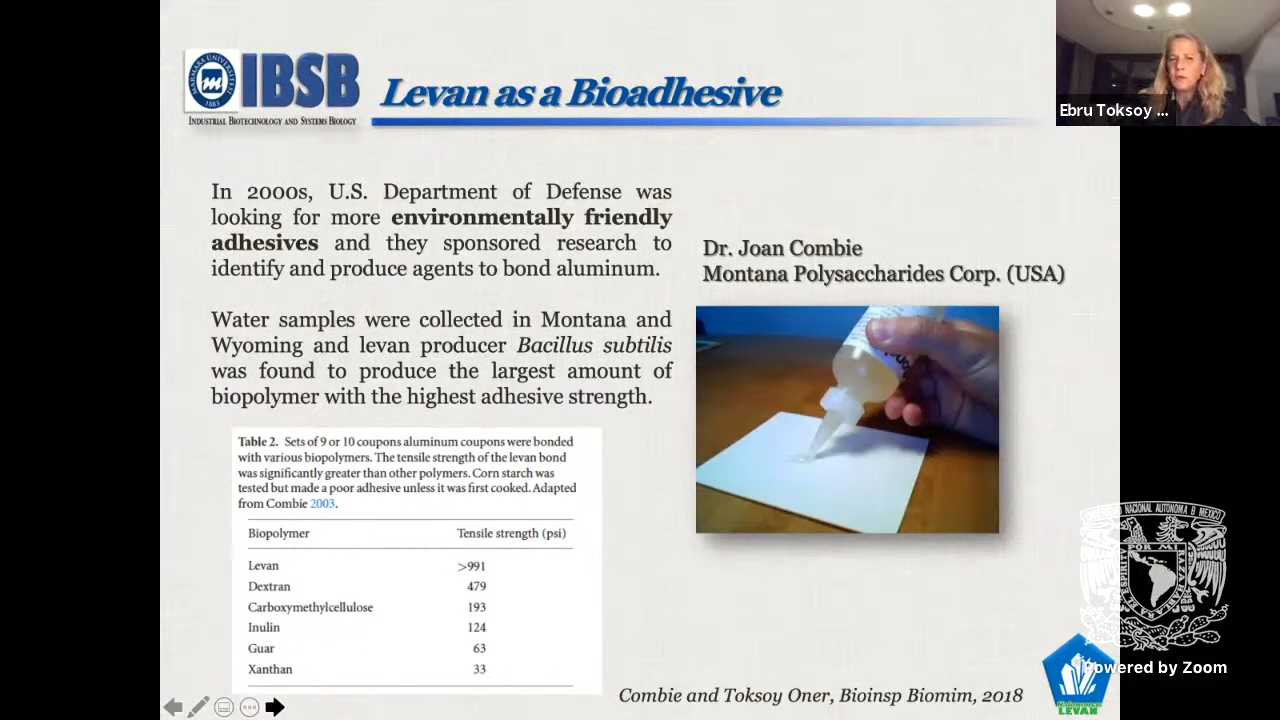 IBSB
INDUSTRIAL BIOTECHNOLOGY AND SYSTEMS BIOLOGY
Levan as a Bioadhesive
Ebru Toksoy ...
In 2000s, U.S. Department of Defense was
looking for more environmentally friendly
adhesives and they sponsored research to
identify and produce agents to bond aluminum.
Water samples were collected in Montana and
Wyoming and levan producer Bacillus subtilis
was found to produce the largest amount of
biopolymer with the highest adhesive strength.
Dr. Joan Combie
Montana Polysaccharides Corp. (USA)
Table 2. Sets of 9 or 10 coupons aluminum coupons were bonded
with various biopolymers. The tensile strength of the levan bond
was significantly greater than other polymers. Corn starch was
tested but made a poor adhesive unless it was first cooked. Adapted
from Combie 2003.
Biopolymer Tensile strength (psi)
Levan >991
Dextran 479
Carboxymethylcellulose 193
Inulin 124
Guar 63
Xanthan 33
Combie and Toksoy Oner, Bioinsp Biomim, 2018
LEVAN
Powered by Zoom